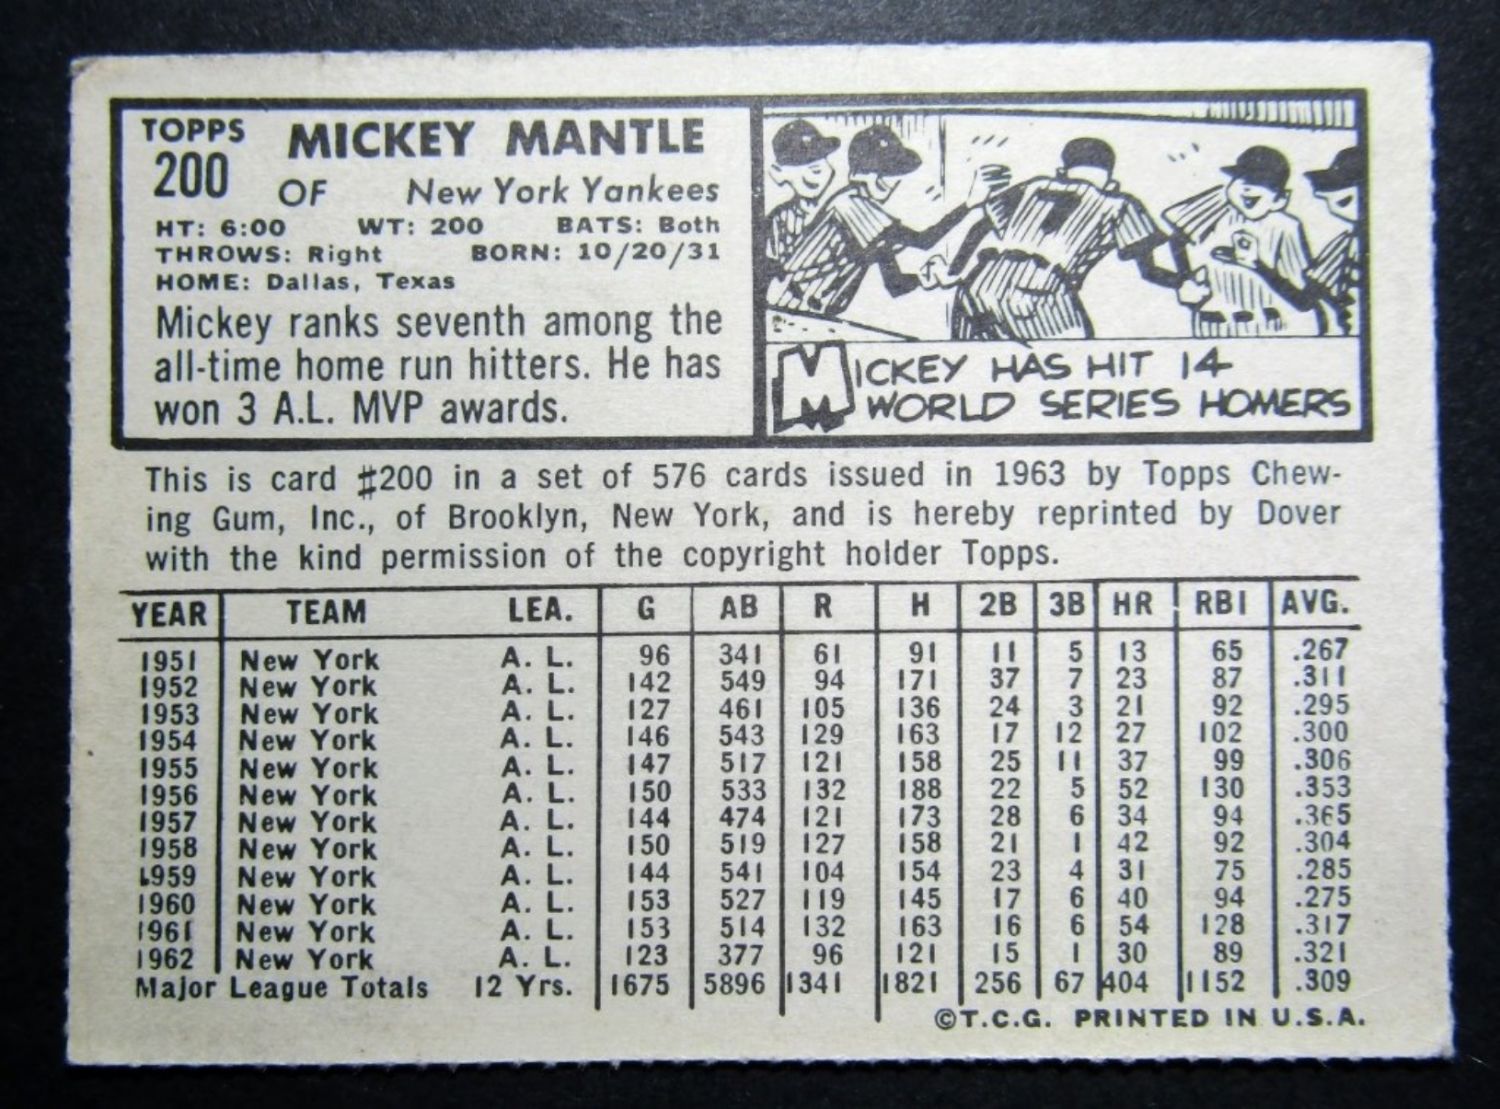 TOPPS
200
MICKEY MANTLE
OF New York Yankees
HT: 6:00 WT: 200 BATS: Both
THROWS: Right BORN: 10/20/31
HOME: Dallas, Texas
Mickey ranks seventh among the
all-time home run hitters. He has
won 3 A.L. MVP awards.
7
MICKEY HAS HIT 14
WORLD SERIES HOMERS
This is card #200 in a set of 576 cards issued in 1963 by Topps Chew-
ing Gum, Inc., of Brooklyn, New York, and is hereby reprinted by Dover
with the kind permission of the copyright holder Topps.
YEAR TEAM LEA. G AB R H 2B 3B HR RBI AVG.
1951 New York A. L. 96 341 61 91 11 5 13 65 .267
1952 New York A. L. 142 549 94 171 37 7 23 87 .311
1953 New York A. L. 127 461 105 136 24 3 21 92 .295
1954 New York A. L. 146 543 129 163 17 12 27 102 .300
1955 New York A. L. 147 517 121 158 25 11 37 99 .306
1956 New York A. L. 150 533 132 188 22 5 52 130 .353
1957 New York A. L. 144 474 121 173 28 6 34 94 .365
1958 New York A. L. 150 519 127 158 21 1 42 92 .304
1959 New York A. L. 144 541 104 154 23 4 31 75 .285
1960 New York A. L. 153 527 119 145 17 6 40 94 .275
1961 New York A. L. 153 514 132 163 16 6 54 128 .317
1962 New York A. L. 123 377 96 121 15 1 30 89 .321
Major League Totals 12 Yrs. 1675 5896 1341 1821 256 67 404 1152 .309
©T.C.G. PRINTED IN U.S.A.